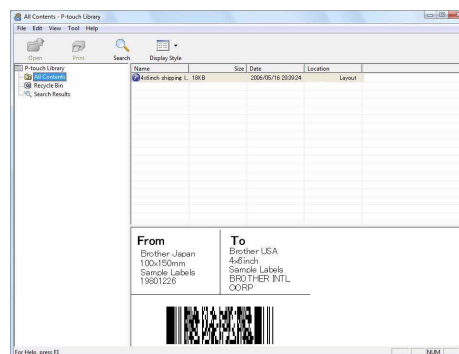 All Contents - P-touch Library
File Edit View Tool Help
Open Print Search Display Style
P-touch Library
All Contents
Recycle Bin
Search Results
Name Size Date Location
4x6inch shipping l.. 18KB 2006/05/16 20:39:24 Layout
From
Brother Japan
100x150mm
Sample Labels
19801226
To
Brother USA
4x6inch
Sample Labels
BROTHER INTL
CORP
For Help, press F1
NUM